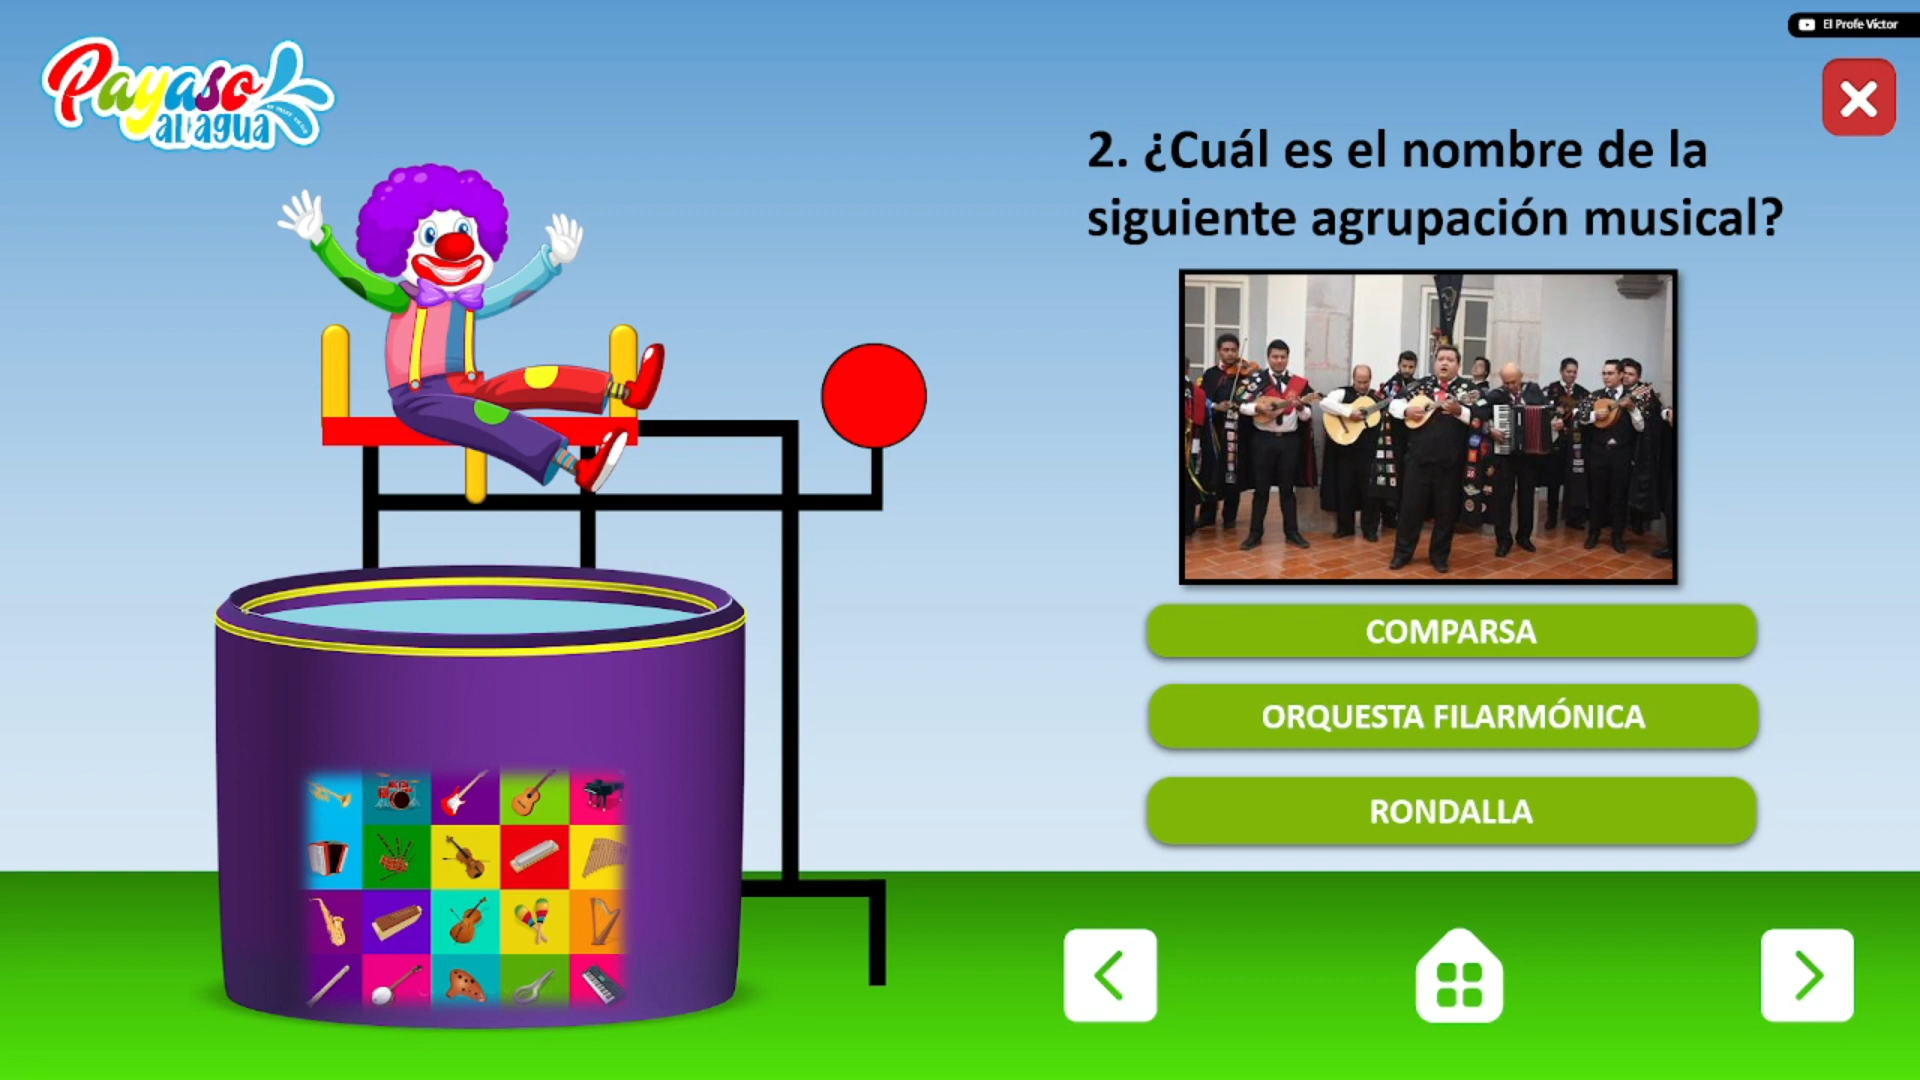 El Profe Víctor
Payaso
AL AGUA
2. ¿Cuál es el nombre de la
siguiente agrupación musical?
COMPARSA
ORQUESTA FILARMÓNICA
RONDALLA